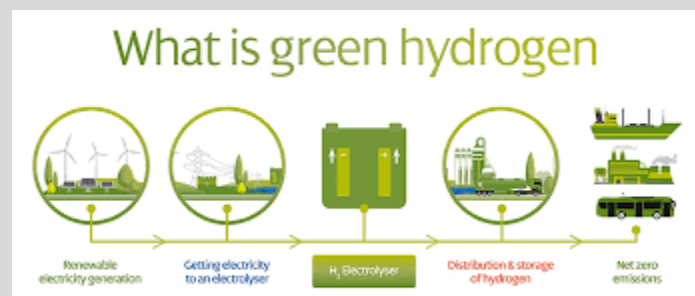 What is green hydrogen
Renewable
electricity generation
Getting electricity
to an electrolyser
H₂ Electrolyser
Distribution & storage
of hydrogen
Net zero
emissions